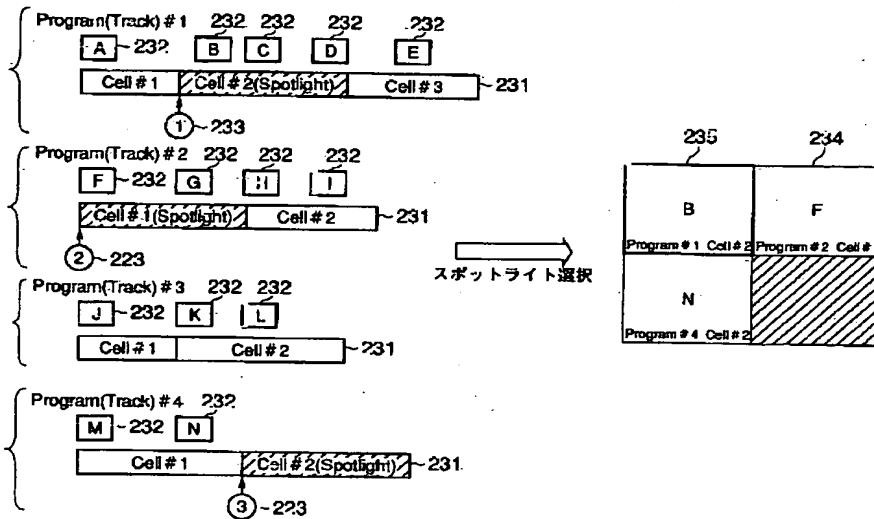 Program(Track)#1 232 232 232 232
A 232 B C D E
Cell#1 Cell#2(Spotlight) Cell#3 231
1 233
Program(Track)#2 232 232 232
F 232 G H I
Cell#1(Spotlight) Cell#2 231
2 223
Program(Track)#3 232 232
J 232 K L
Cell#1 Cell#2 231
Program(Track)#4 232
M 232 N
Cell#1 Cell#2(Spotlight) 231
3 223
スポットライト選択
235 234
B F
Program#1 Cell#2 Program#2 Cell#
N
Program#4 Cell#2